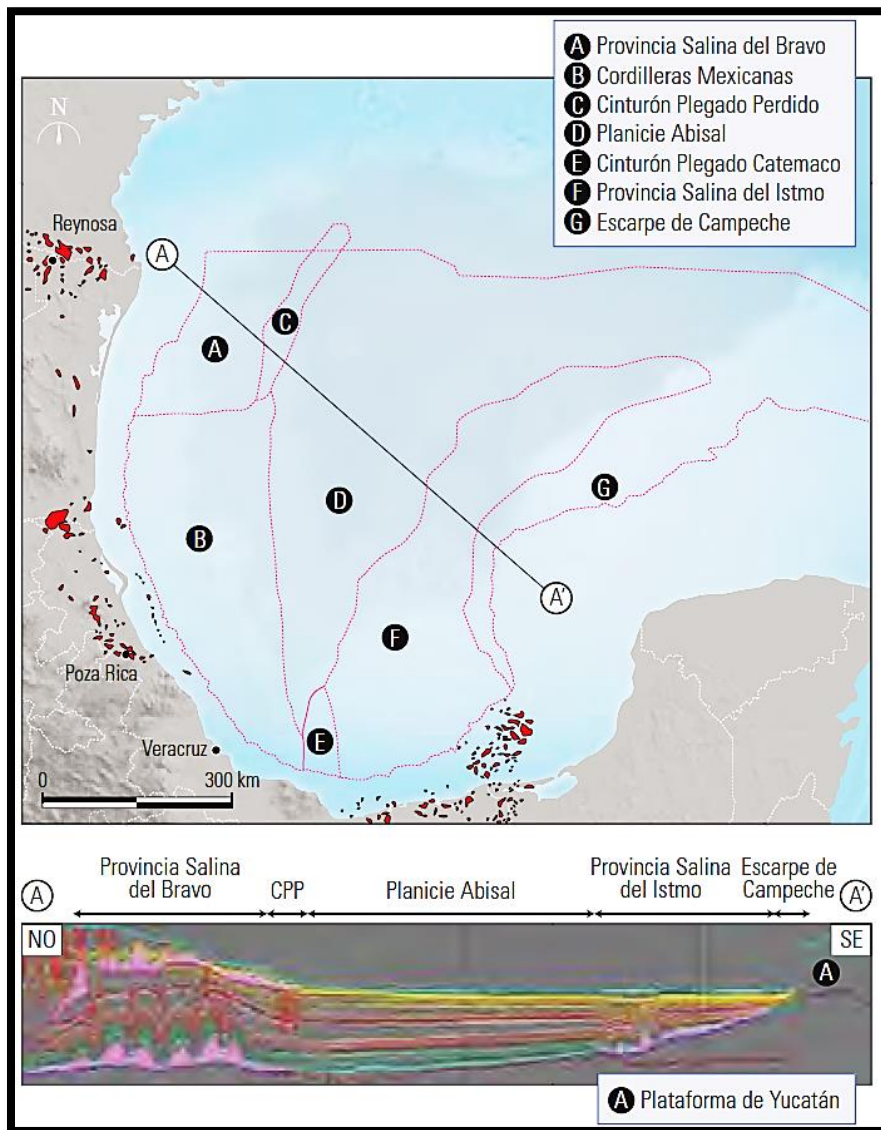 A Provincia Salina del Bravo
B Cordilleras Mexicanas
C Cinturón Plegado Perdido
D Planicie Abisal
E Cinturón Plegado Catemaco
F Provincia Salina del Istmo
G Escarpe de Campeche
N
Reynosa
A
C
A
D
G
B
A'
F
Poza Rica
E
Veracruz
0 300 km
Provincia Salina
del Bravo
CPP
Planicie Abisal
Provincia Salina
del Istmo
Escarpe de
Campeche
A
A'
NO
SE
A
A Plataforma de Yucatán